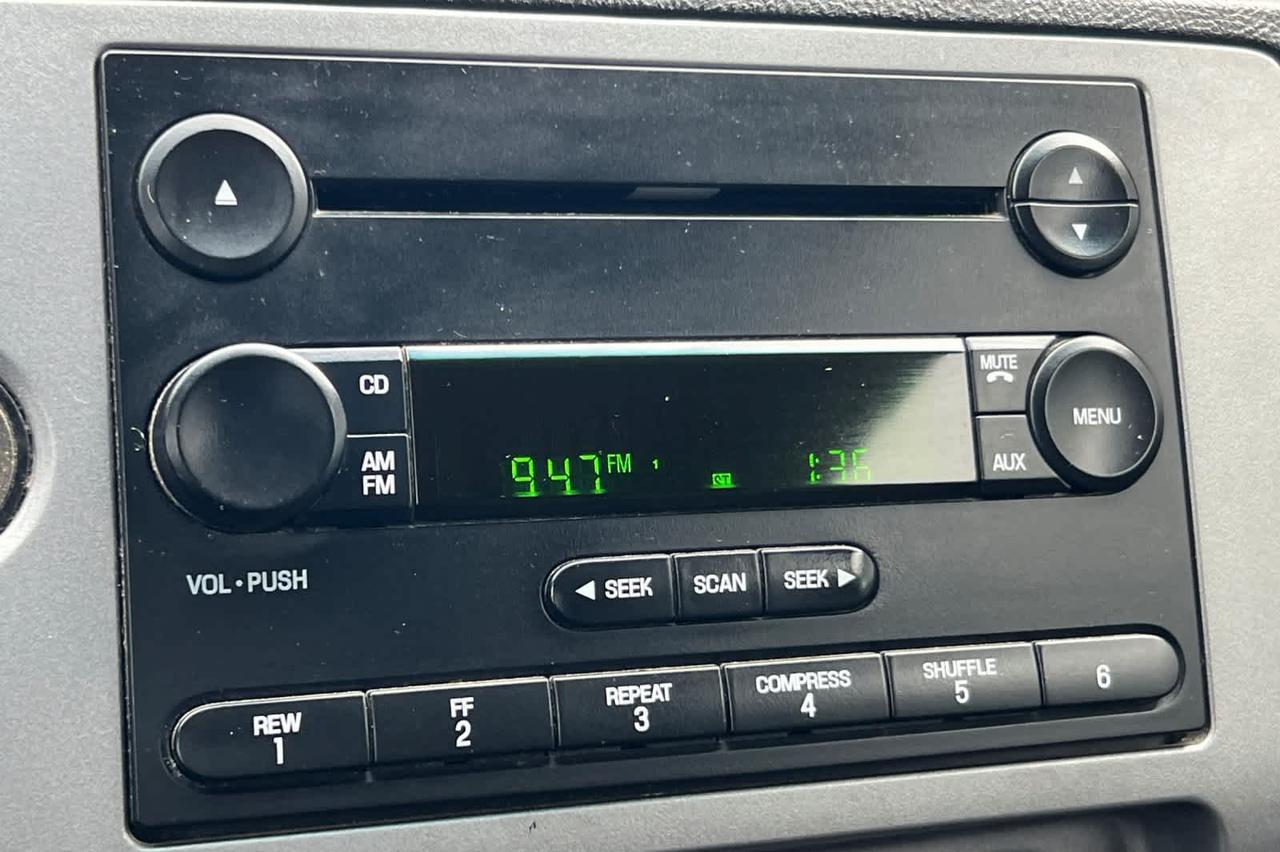 CD
MUTE
MENU
AM
FM
AUX
947 FM 1
1:36
VOL • PUSH
◀ SEEK
SCAN
SEEK ▶
REW
1
FF
2
REPEAT
3
COMPRESS
4
SHUFFLE
5
6